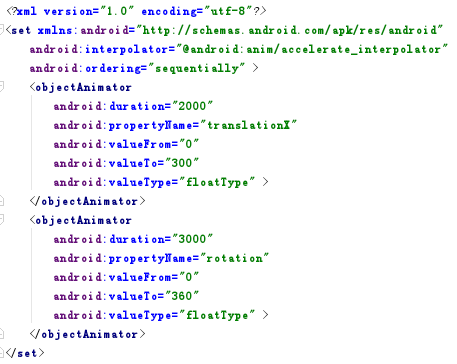 <?xml version="1.0" encoding="utf-8"?>
<set xmlns:android="http://schemas.android.com/apk/res/android"
    android:interpolator="@android:anim/accelerate_interpolator"
    android:ordering="sequentially" >
    <objectAnimator
        android:duration="2000"
        android:propertyName="translationX"
        android:valueFrom="0"
        android:valueTo="300"
        android:valueType="floatType" >
    </objectAnimator>
    <objectAnimator
        android:duration="3000"
        android:propertyName="rotation"
        android:valueFrom="0"
        android:valueTo="360"
        android:valueType="floatType" >
    </objectAnimator>
</set>